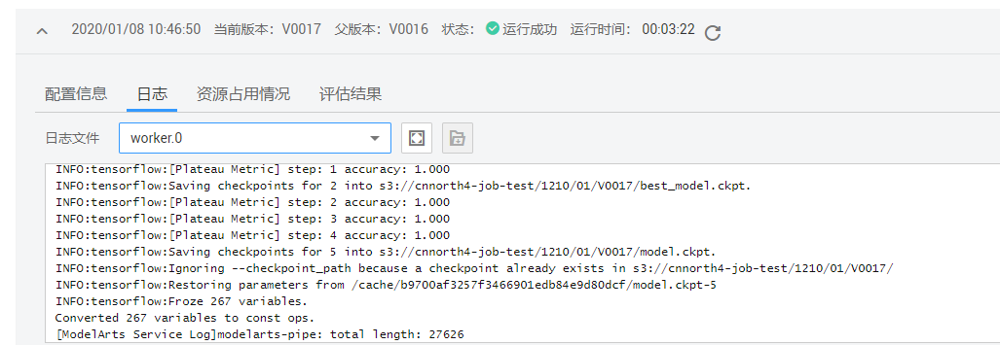 2020/01/08 10:46:50 当前版本：V0017 父版本：V0016 状态： 运行成功 运行时间： 00:03:22
配置信息 日志 资源占用情况 评估结果
日志文件 worker.0
INFO:tensorflow:[Plateau Metric] step: 1 accuracy: 1.000
INFO:tensorflow:Saving checkpoints for 2 into s3://cnnorth4-job-test/1210/01/V0017/best_model.ckpt.
INFO:tensorflow:[Plateau Metric] step: 2 accuracy: 1.000
INFO:tensorflow:[Plateau Metric] step: 3 accuracy: 1.000
INFO:tensorflow:[Plateau Metric] step: 4 accuracy: 1.000
INFO:tensorflow:Saving checkpoints for 5 into s3://cnnorth4-job-test/1210/01/V0017/model.ckpt.
INFO:tensorflow:Ignoring --checkpoint_path because a checkpoint already exists in s3://cnnorth4-job-test/1210/01/V0017/
INFO:tensorflow:Restoring parameters from /cache/b9700af3257f3466901edb84e9d80dcf/model.ckpt-5
INFO:tensorflow:Froze 267 variables.
Converted 267 variables to const ops.
[ModelArts Service Log]modelarts-pipe: total length: 27626